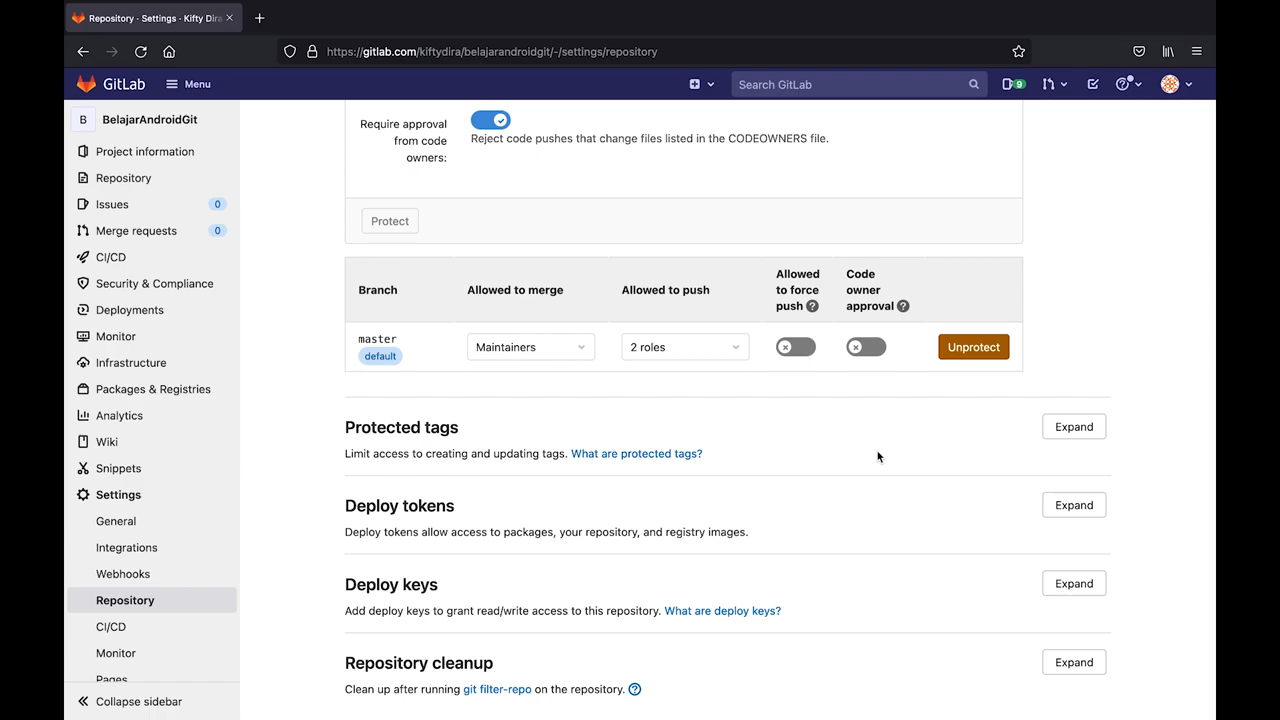 Repository · Settings · Kifty Dira
https://gitlab.com/kiftydira/belajarandroidgit/-/settings/repository
GitLab
Menu
Search GitLab
9
B
BelajarAndroidGit
Project information
Repository
Issues
0
Merge requests
0
CI/CD
Security & Compliance
Deployments
Monitor
Infrastructure
Packages & Registries
Analytics
Wiki
Snippets
Settings
General
Integrations
Webhooks
Repository
CI/CD
Monitor
Pages
Collapse sidebar
Require approval
from code
owners:
Reject code pushes that change files listed in the CODEOWNERS file.
Protect
Branch
Allowed to merge
Allowed to push
Allowed
to force
push
Code
owner
approval
master
default
Maintainers
2 roles
Unprotect
Protected tags
Expand
Limit access to creating and updating tags. What are protected tags?
Deploy tokens
Expand
Deploy tokens allow access to packages, your repository, and registry images.
Deploy keys
Expand
Add deploy keys to grant read/write access to this repository. What are deploy keys?
Repository cleanup
Expand
Clean up after running git filter-repo on the repository.